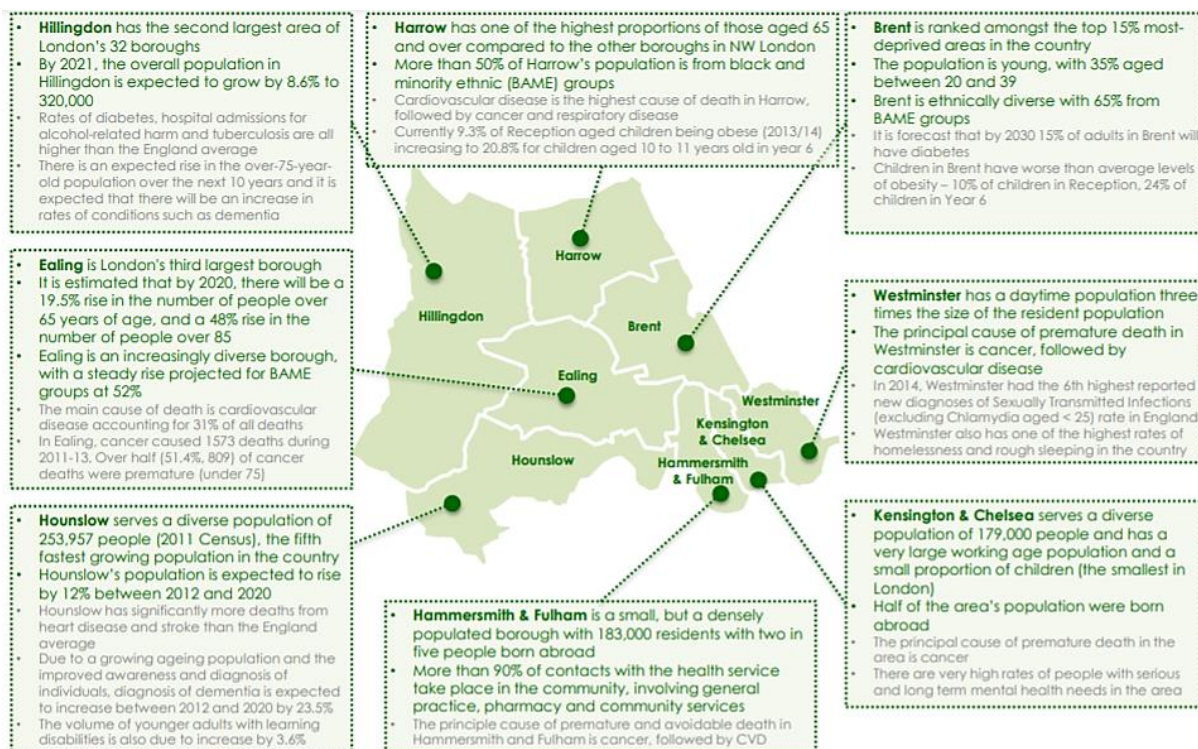 • Hillingdon has the second largest area of
London's 32 boroughs
• By 2021, the overall population in
Hillingdon is expected to grow by 8.6% to
320,000
• Rates of diabetes, hospital admissions for
alcohol-related harm and tuberculosis are all
higher than the England average
• There is an expected rise in the over-75-year-
old population over the next 10 years and it is
expected that there will be an increase in
rates of conditions such as dementia
• Harrow has one of the highest proportions of those aged 65
and over compared to the other boroughs in NW London
• More than 50% of Harrow's population is from black and
minority ethnic (BAME) groups
• Cardiovascular disease is the highest cause of death in Harrow,
followed by cancer and respiratory disease
• Currently 9.3% of Reception aged children being obese (2013/14)
increasing to 20.8% for children aged 10 to 11 years old in year 6
• Brent is ranked amongst the top 15% most-
deprived areas in the country
• The population is young, with 35% aged
between 20 and 39
• Brent is ethnically diverse with 65% from
BAME groups
• It is forecast that by 2030 15% of adults in Brent will
have diabetes
• Children in Brent have worse than average levels
of obesity – 10% of children in Reception, 24% of
children in Year 6
• Ealing is London's third largest borough
• It is estimated that by 2020, there will be a
19.5% rise in the number of people over
65 years of age, and a 48% rise in the
number of people over 85
• Ealing is an increasingly diverse borough,
with a steady rise projected for BAME
groups at 52%
• The main cause of death is cardiovascular
disease accounting for 31% of all deaths
• In Ealing, cancer caused 1573 deaths during
2011-13. Over half (51.4%, 809) of cancer
deaths were premature (under 75)
Harrow
Hillingdon
Brent
Ealing
Westminster
Kensington
& Chelsea
Hounslow
Hammersmith
& Fulham
• Westminster has a daytime population three
times the size of the resident population
• The principal cause of premature death in
Westminster is cancer, followed by
cardiovascular disease
• In 2014, Westminster had the 6th highest reported
new diagnoses of Sexually Transmitted Infections
(excluding Chlamydia aged < 25) rate in England
• Westminster also has one of the highest rates of
homelessness and rough sleeping in the country
• Hounslow serves a diverse population of
253,957 people (2011 Census), the fifth
fastest growing population in the country
• Hounslow's population is expected to rise
by 12% between 2012 and 2020
• Hounslow has significantly more deaths from
heart disease and stroke than the England
average
• Due to a growing ageing population and the
improved awareness and diagnosis of
individuals, diagnosis of dementia is expected
to increase between 2012 and 2020 by 23.5%
• The volume of younger adults with learning
disabilities is also due to increase by 3.6%
• Hammersmith & Fulham is a small, but a densely
populated borough with 183,000 residents with two in
five people born abroad
• More than 90% of contacts with the health service
take place in the community, involving general
practice, pharmacy and community services
• The principle cause of premature and avoidable death in
Hammersmith and Fulham is cancer, followed by CVD
• Kensington & Chelsea serves a diverse
population of 179,000 people and has a
very large working age population and a
small proportion of children (the smallest in
London)
• Half of the area's population were born
abroad
• The principal cause of premature death in the
area is cancer
• There are very high rates of people with serious
and long term mental health needs in the area